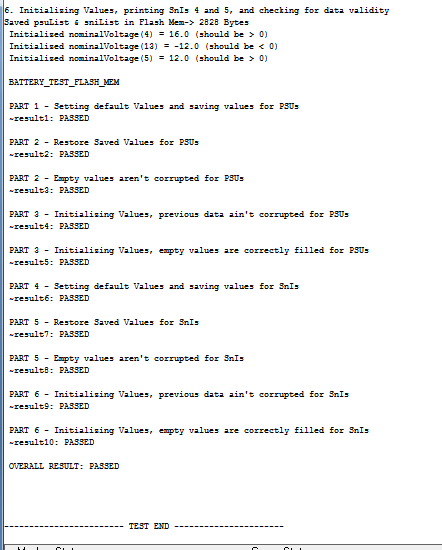 6. Initialising Values, printing SnIs 4 and 5, and checking for data validity
Saved psuList & sniList in Flash Mem-> 2828 Bytes
Initialised nominalVoltage(4) = 16.0 (should be > 0)
Initialised nominalVoltage(13) = -12.0 (should be < 0)
Initialised nominalVoltage(5) = 12.0 (should be > 0)
BATTERY_TEST_FLASH_MEM
PART 1 - Setting default Values and saving values for PSUs
~result1: PASSED
PART 2 - Restore Saved Values for PSUs
~result2: PASSED
PART 2 - Empty values aren't corrupted for PSUs
~result3: PASSED
PART 3 - Initialising Values, previous data ain't corrupted for PSUs
~result4: PASSED
PART 3 - Initialising Values, empty values are correctly filled for PSUs
~result5: PASSED
PART 4 - Setting default Values and saving values for SnIs
~result6: PASSED
PART 5 - Restore Saved Values for SnIs
~result7: PASSED
PART 5 - Empty values aren't corrupted for SnIs
~result8: PASSED
PART 6 - Initialising Values, previous data ain't corrupted for SnIs
~result9: PASSED
PART 6 - Initialising Values, empty values are correctly filled for SnIs
~result10: PASSED
OVERALL RESULT: PASSED
------------------------ TEST END ----------------------